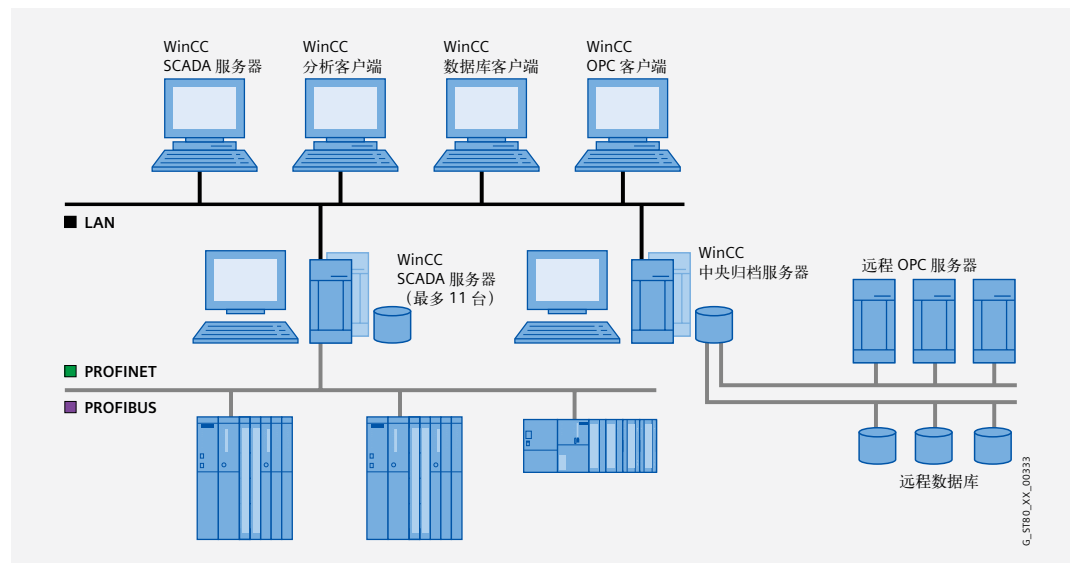 WinCC
SCADA 服务器
WinCC
分析客户端
WinCC
数据库客户端
WinCC
OPC 客户端
LAN
WinCC
SCADA 服务器
（最多 11 台）
WinCC
中央归档服务器
远程 OPC 服务器
PROFINET
PROFIBUS
远程数据库
G_ST80_XX_00333